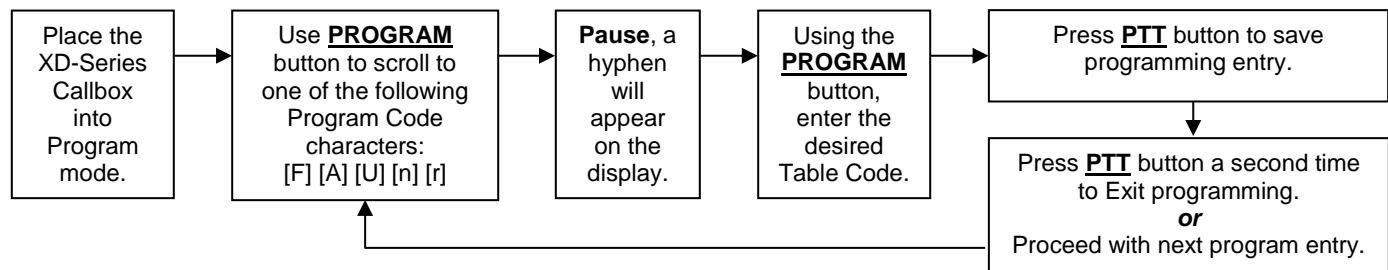 Place the
XD-Series
Callbox
into
Program
mode.
Use PROGRAM
button to scroll to
one of the following
Program Code
characters:
[F] [A] [U] [n] [r]
Pause, a
hyphen
will
appear
on the
display.
Using the
PROGRAM
button,
enter the
desired
Table Code.
Press PTT button to save
programming entry.
Press PTT button a second time
to Exit programming.
or
Proceed with next program entry.